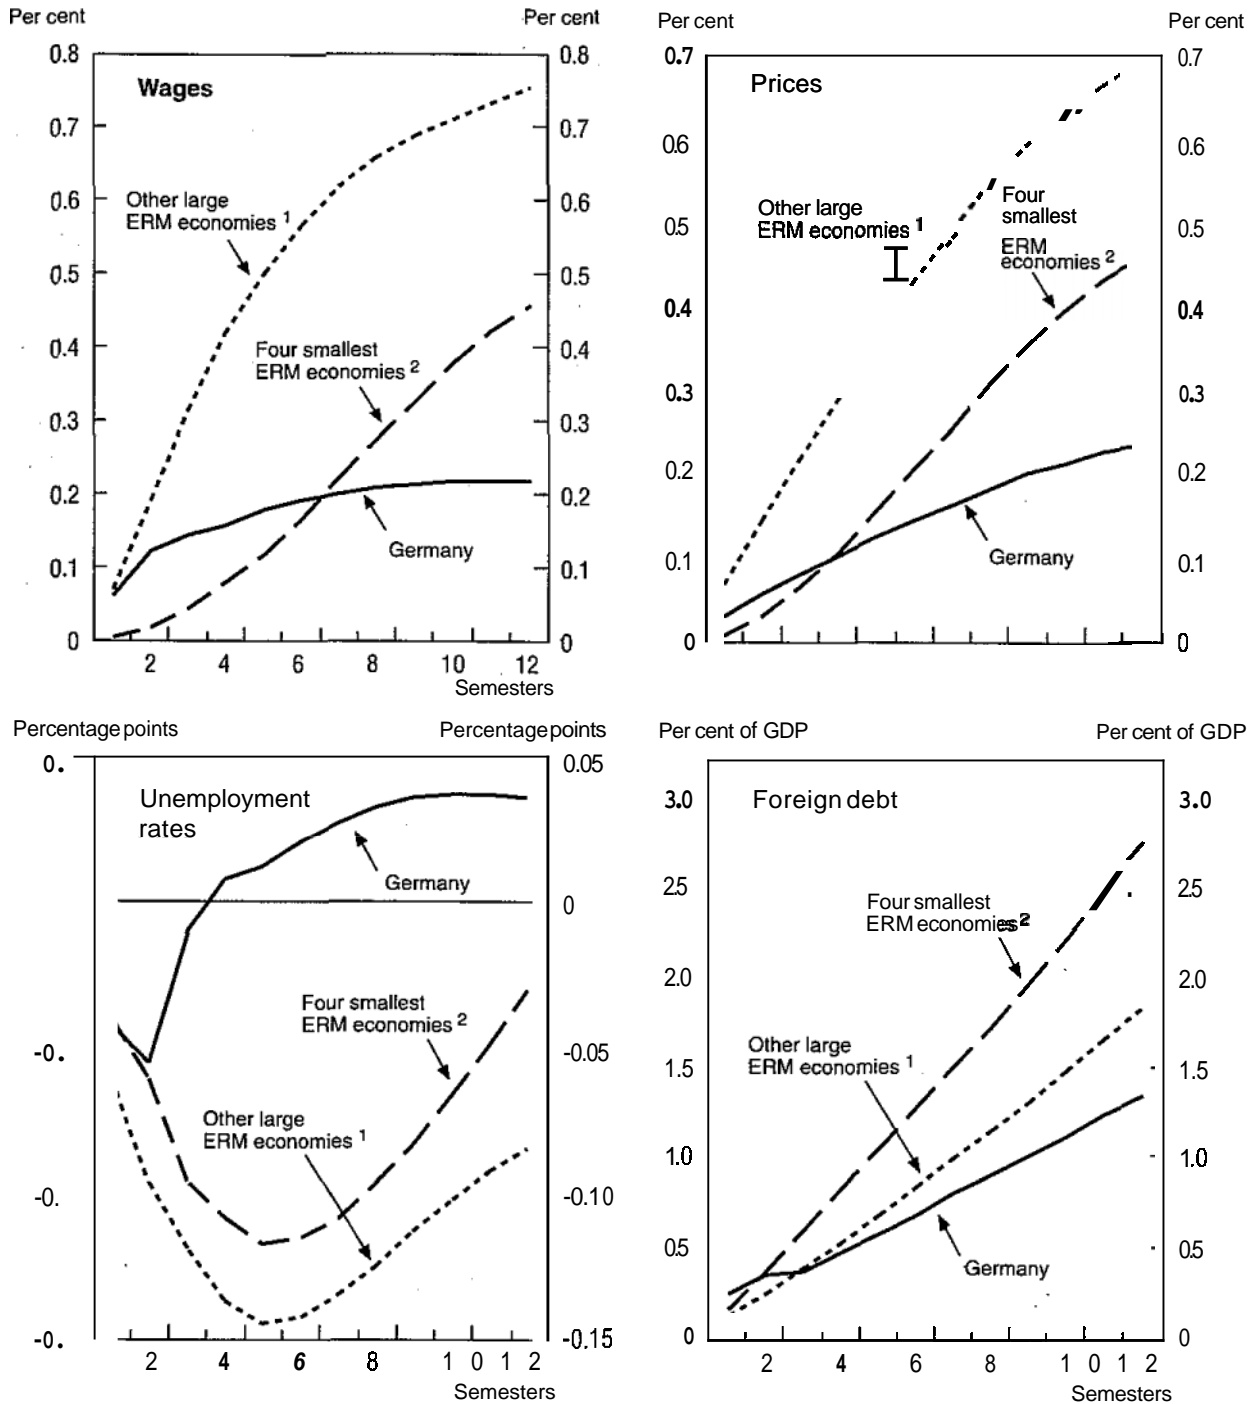 Per cent
Per cent
0.8
0.8
Wages
0.7
0.7
Other large
ERM economies 1
0.6
0.6
0.5
0.5
Four smallest
ERM economies 2
0.4
0.4
0.3
0.3
0.2
0.2
Germany
0.1
0.1
0
0
2 4 6 8 10 12
Semesters
Per cent
Per cent
0.7
0.7
Prices
0.6
0.6
Other large
ERM economies 1
Four
smallest
ERM
economies 2
0.5
0.5
0.4
0.4
0.3
0.3
0.2
0.2
Germany
0.1
0.1
0
0
Percentage points
Percentage points
0.
0.05
Unemployment
rates
Germany
0
Four smallest
ERM economies 2
-0.
-0.05
Other large
ERM economies 1
-0.
-0.10
-0.
-0.15
2 4 6 8 1 0 1 2
Semesters
Per cent of GDP
Per cent of GDP
3.0
3.0
Foreign debt
2.5
2.5
Four smallest
ERM economies 2
2.0
2.0
Other large
ERM economies 1
1.5
1.5
1.0
1.0
0.5
0.5
Germany
0
0
2 4 6 8 1 0 1 2
Semesters